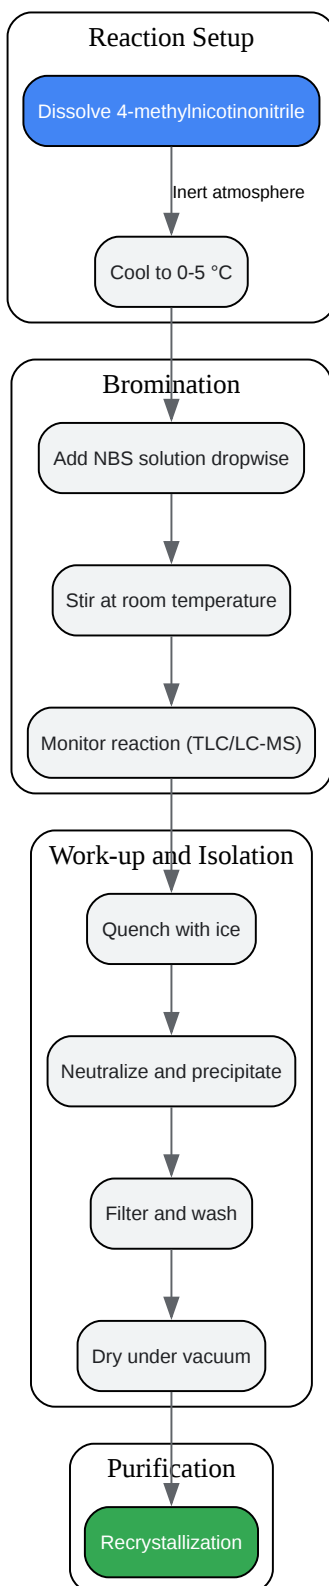 Reaction Setup
Dissolve 4-methylnicotinonitrile
Inert atmosphere
Cool to 0-5 °C
Bromination
Add NBS solution dropwise
Stir at room temperature
Monitor reaction (TLC/LC-MS)
Work-up and Isolation
Quench with ice
Neutralize and precipitate
Filter and wash
Dry under vacuum
Purification
Recrystallization